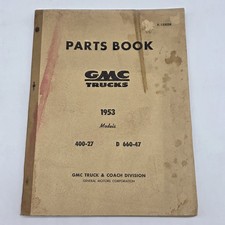 PARTS BOOK
GMC
TRUCKS
1953
Models
400-27 D 660-47
GMC TRUCK & COACH DIVISION
GENERAL MOTORS CORPORATION